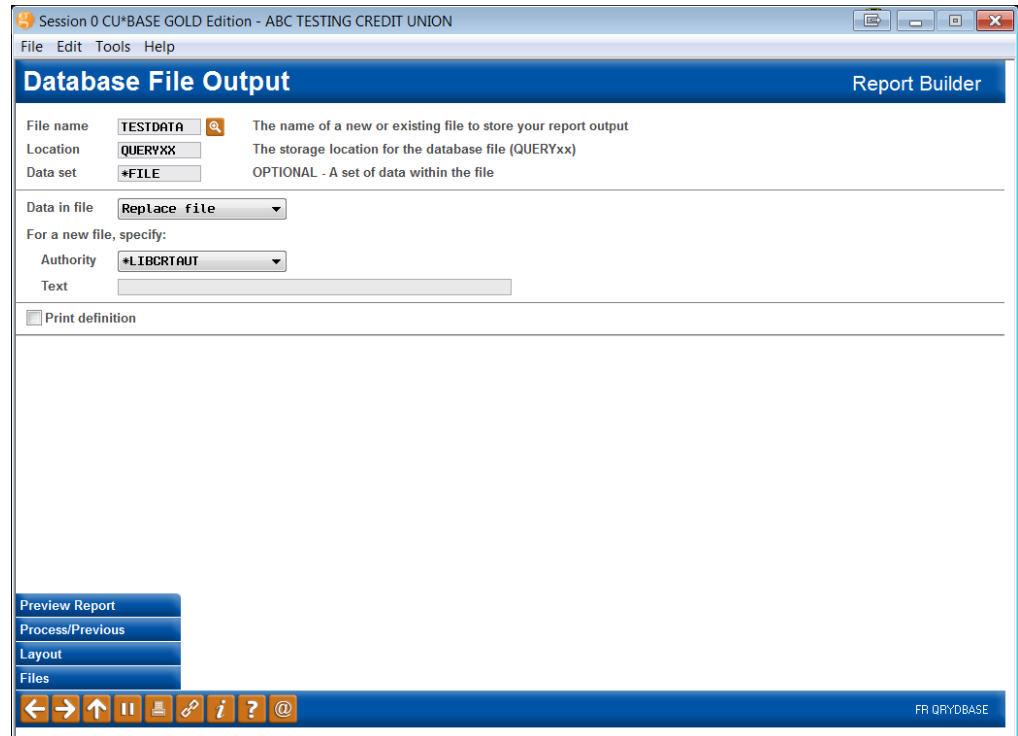 Session 0 CU*BASE GOLD Edition - ABC TESTING CREDIT UNION
File Edit Tools Help
Database File Output Report Builder
File name TESTDATA The name of a new or existing file to store your report output
Location QUERYXX The storage location for the database file (QUERYxx)
Data set *FILE OPTIONAL - A set of data within the file
Data in file Replace file
For a new file, specify:
Authority *LIBCRTAUT
Text
Print definition
Preview Report
Process/Previous
Layout
Files
i ? @ FR QRYDBASE